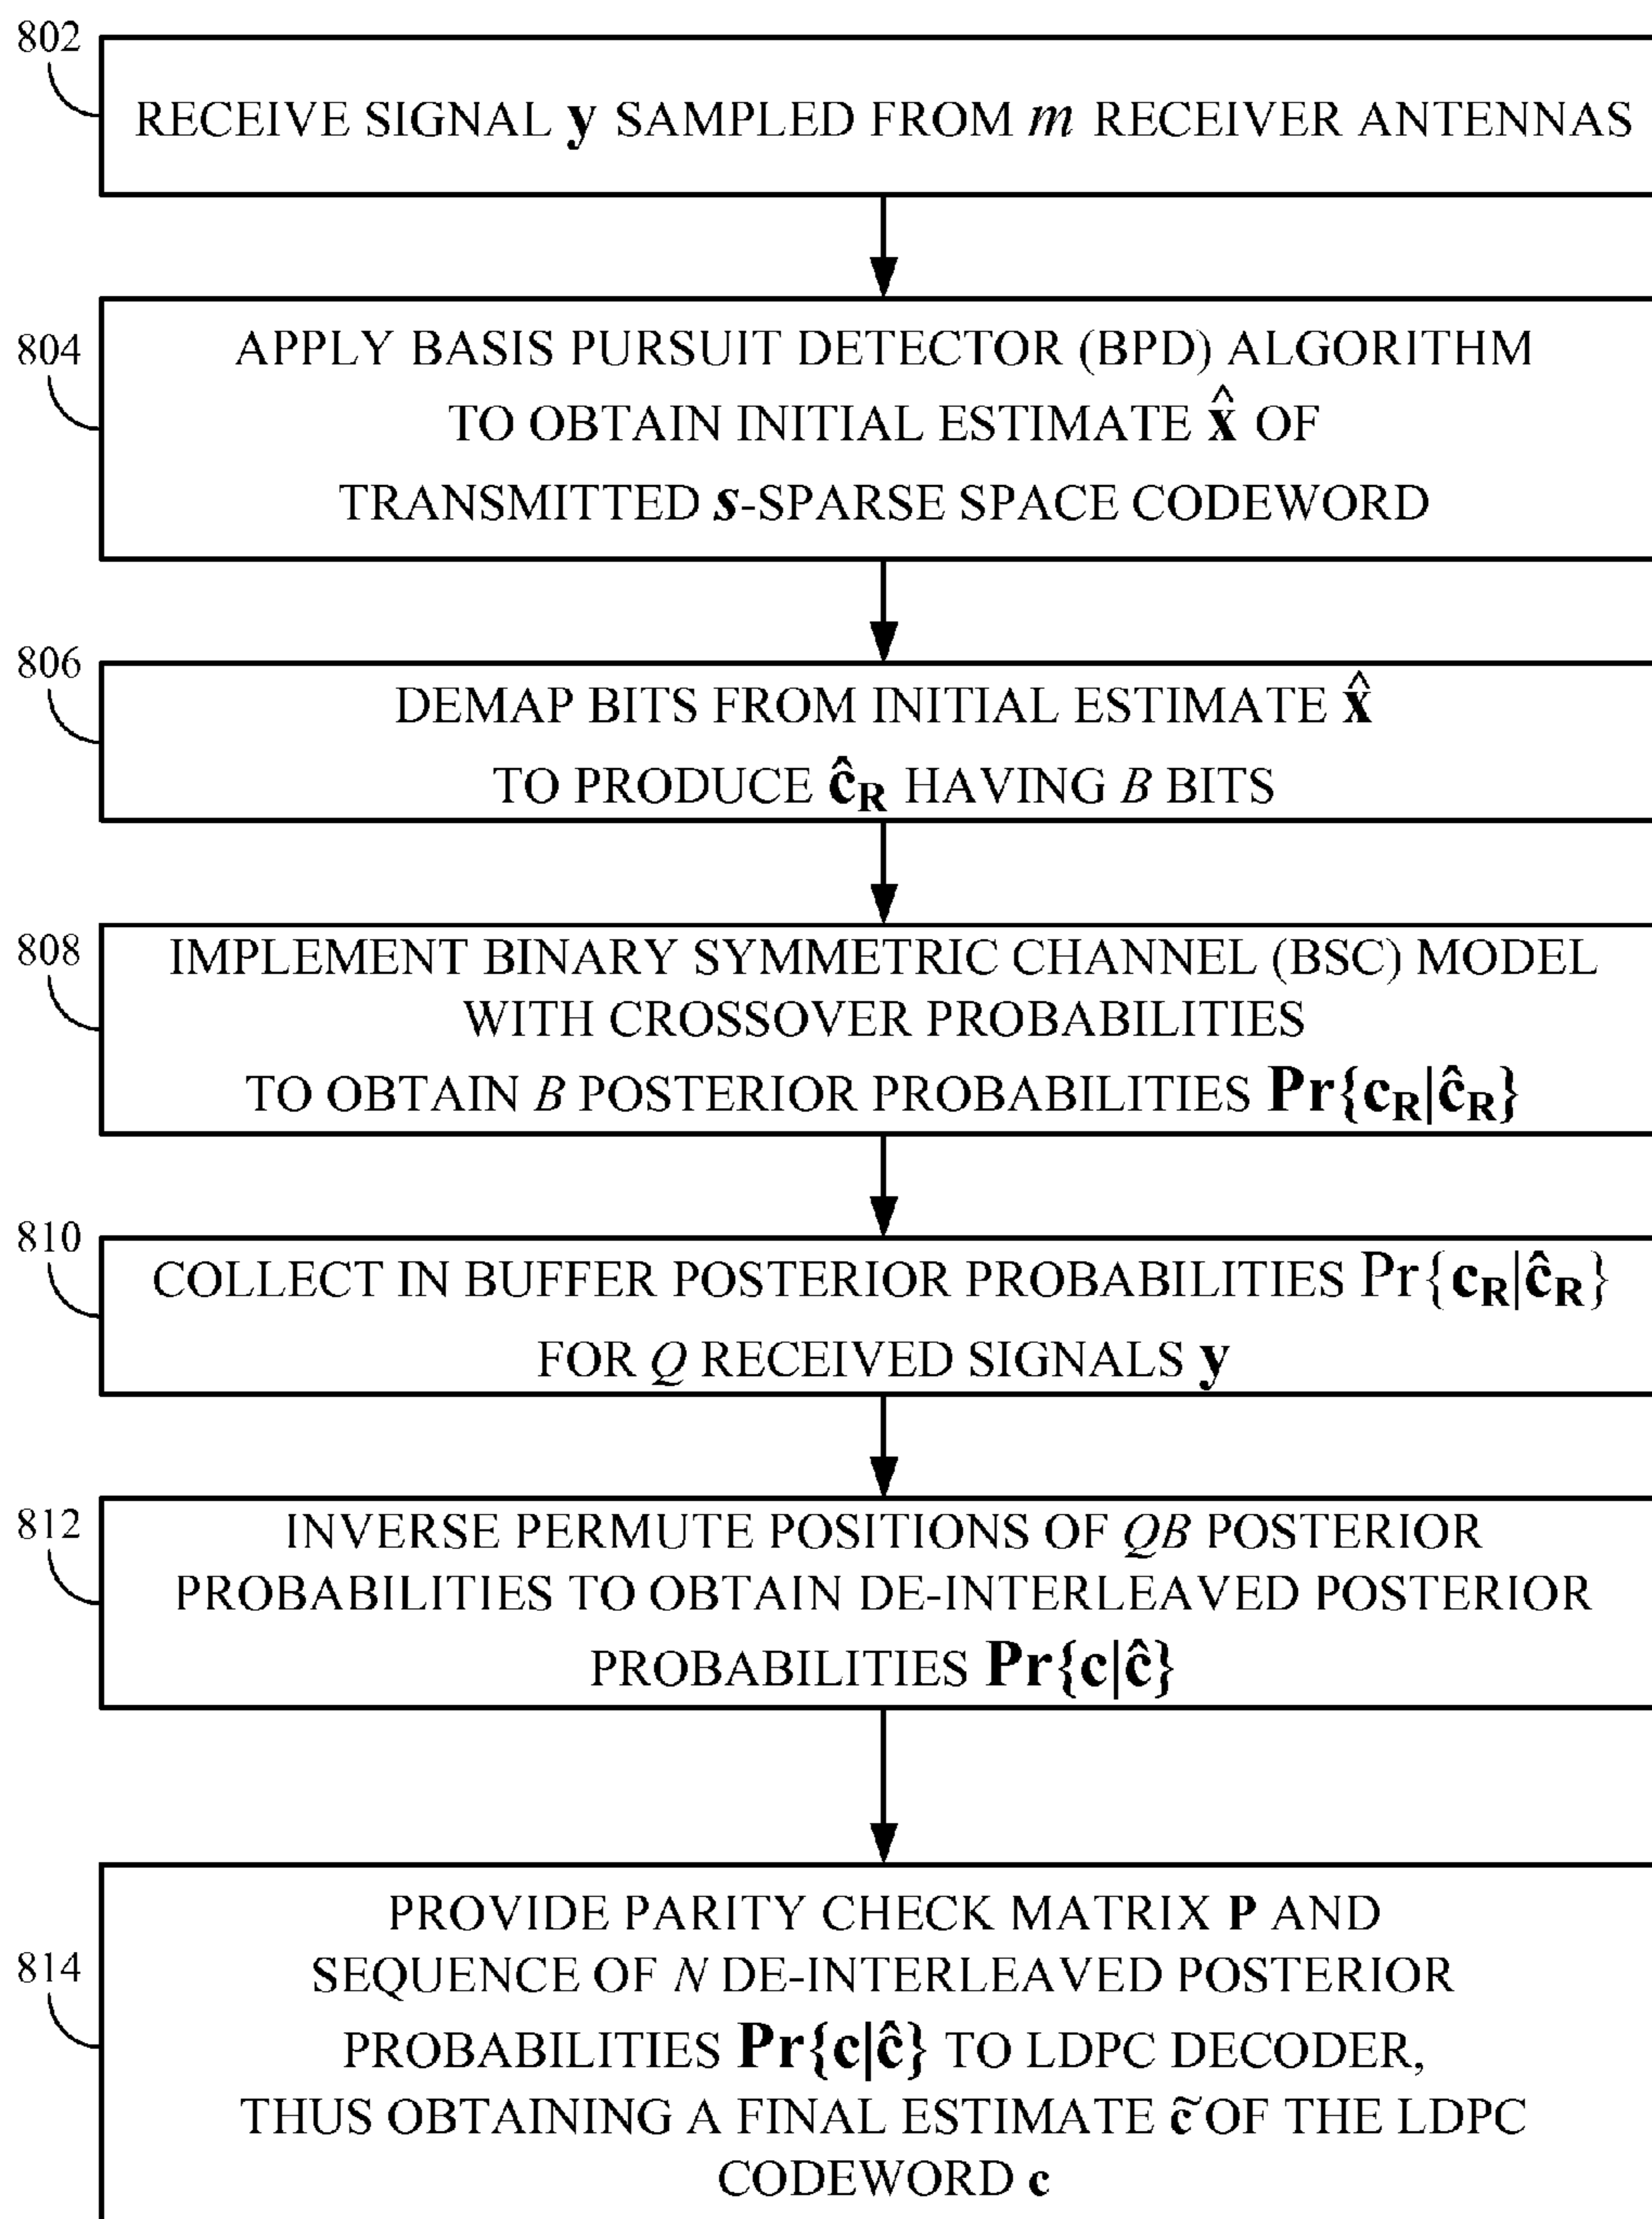 802
RECEIVE SIGNAL y SAMPLED FROM m RECEIVER ANTENNAS
804
APPLY BASIS PURSUIT DETECTOR (BPD) ALGORITHM
TO OBTAIN INITIAL ESTIMATE x̂ OF
TRANSMITTED s-SPARSE SPACE CODEWORD
806
DEMAP BITS FROM INITIAL ESTIMATE x̂
TO PRODUCE ĉR HAVING B BITS
808
IMPLEMENT BINARY SYMMETRIC CHANNEL (BSC) MODEL
WITH CROSSOVER PROBABILITIES
TO OBTAIN B POSTERIOR PROBABILITIES Pr{cR|ĉR}
810
COLLECT IN BUFFER POSTERIOR PROBABILITIES Pr{cR|ĉR}
FOR Q RECEIVED SIGNALS y
812
INVERSE PERMUTE POSITIONS OF QB POSTERIOR
PROBABILITIES TO OBTAIN DE-INTERLEAVED POSTERIOR
PROBABILITIES Pr{c|ĉ}
814
PROVIDE PARITY CHECK MATRIX P AND
SEQUENCE OF N DE-INTERLEAVED POSTERIOR
PROBABILITIES Pr{c|ĉ} TO LDPC DECODER,
THUS OBTAINING A FINAL ESTIMATE c̃ OF THE LDPC
CODEWORD c